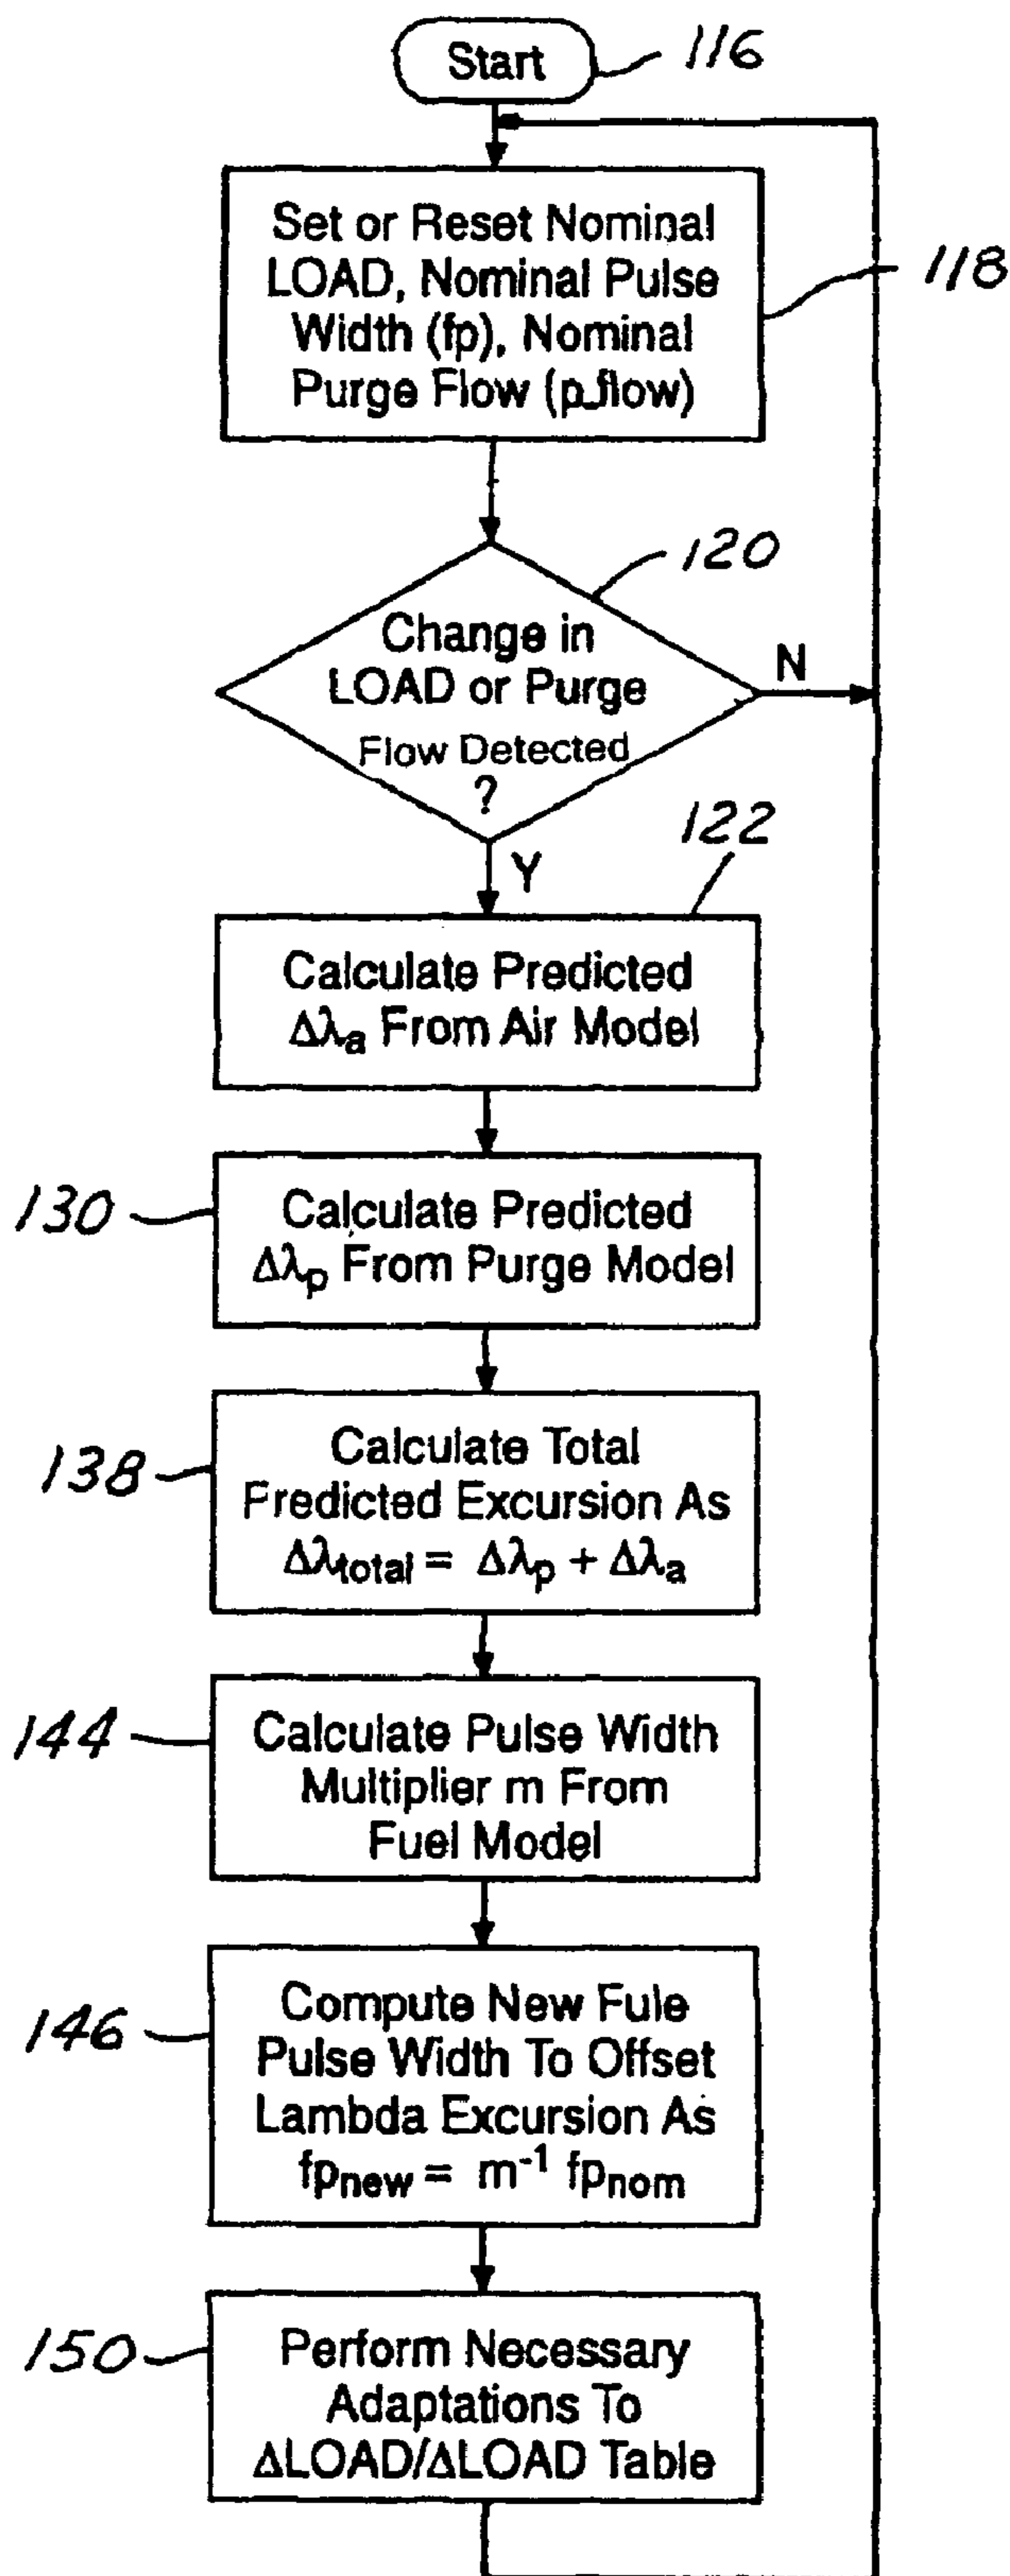 Start
116
Set or Reset Nominal
LOAD, Nominal Pulse
Width (fp), Nominal
Purge Flow (p_flow)
118
120
Change in
LOAD or Purge
Flow Detected
?
N
Y
122
Calculate Predicted
Δλa From Air Model
130
Calculate Predicted
Δλp From Purge Model
138
Calculate Total
Predicted Excursion As
Δλtotal = Δλp + Δλa
144
Calculate Pulse Width
Multiplier m From
Fuel Model
146
Compute New Fule
Pulse Width To Offset
Lambda Excursion As
fpnew = m⁻¹ fpnom
150
Perform Necessary
Adaptations To
ΔLOAD/ΔLOAD Table